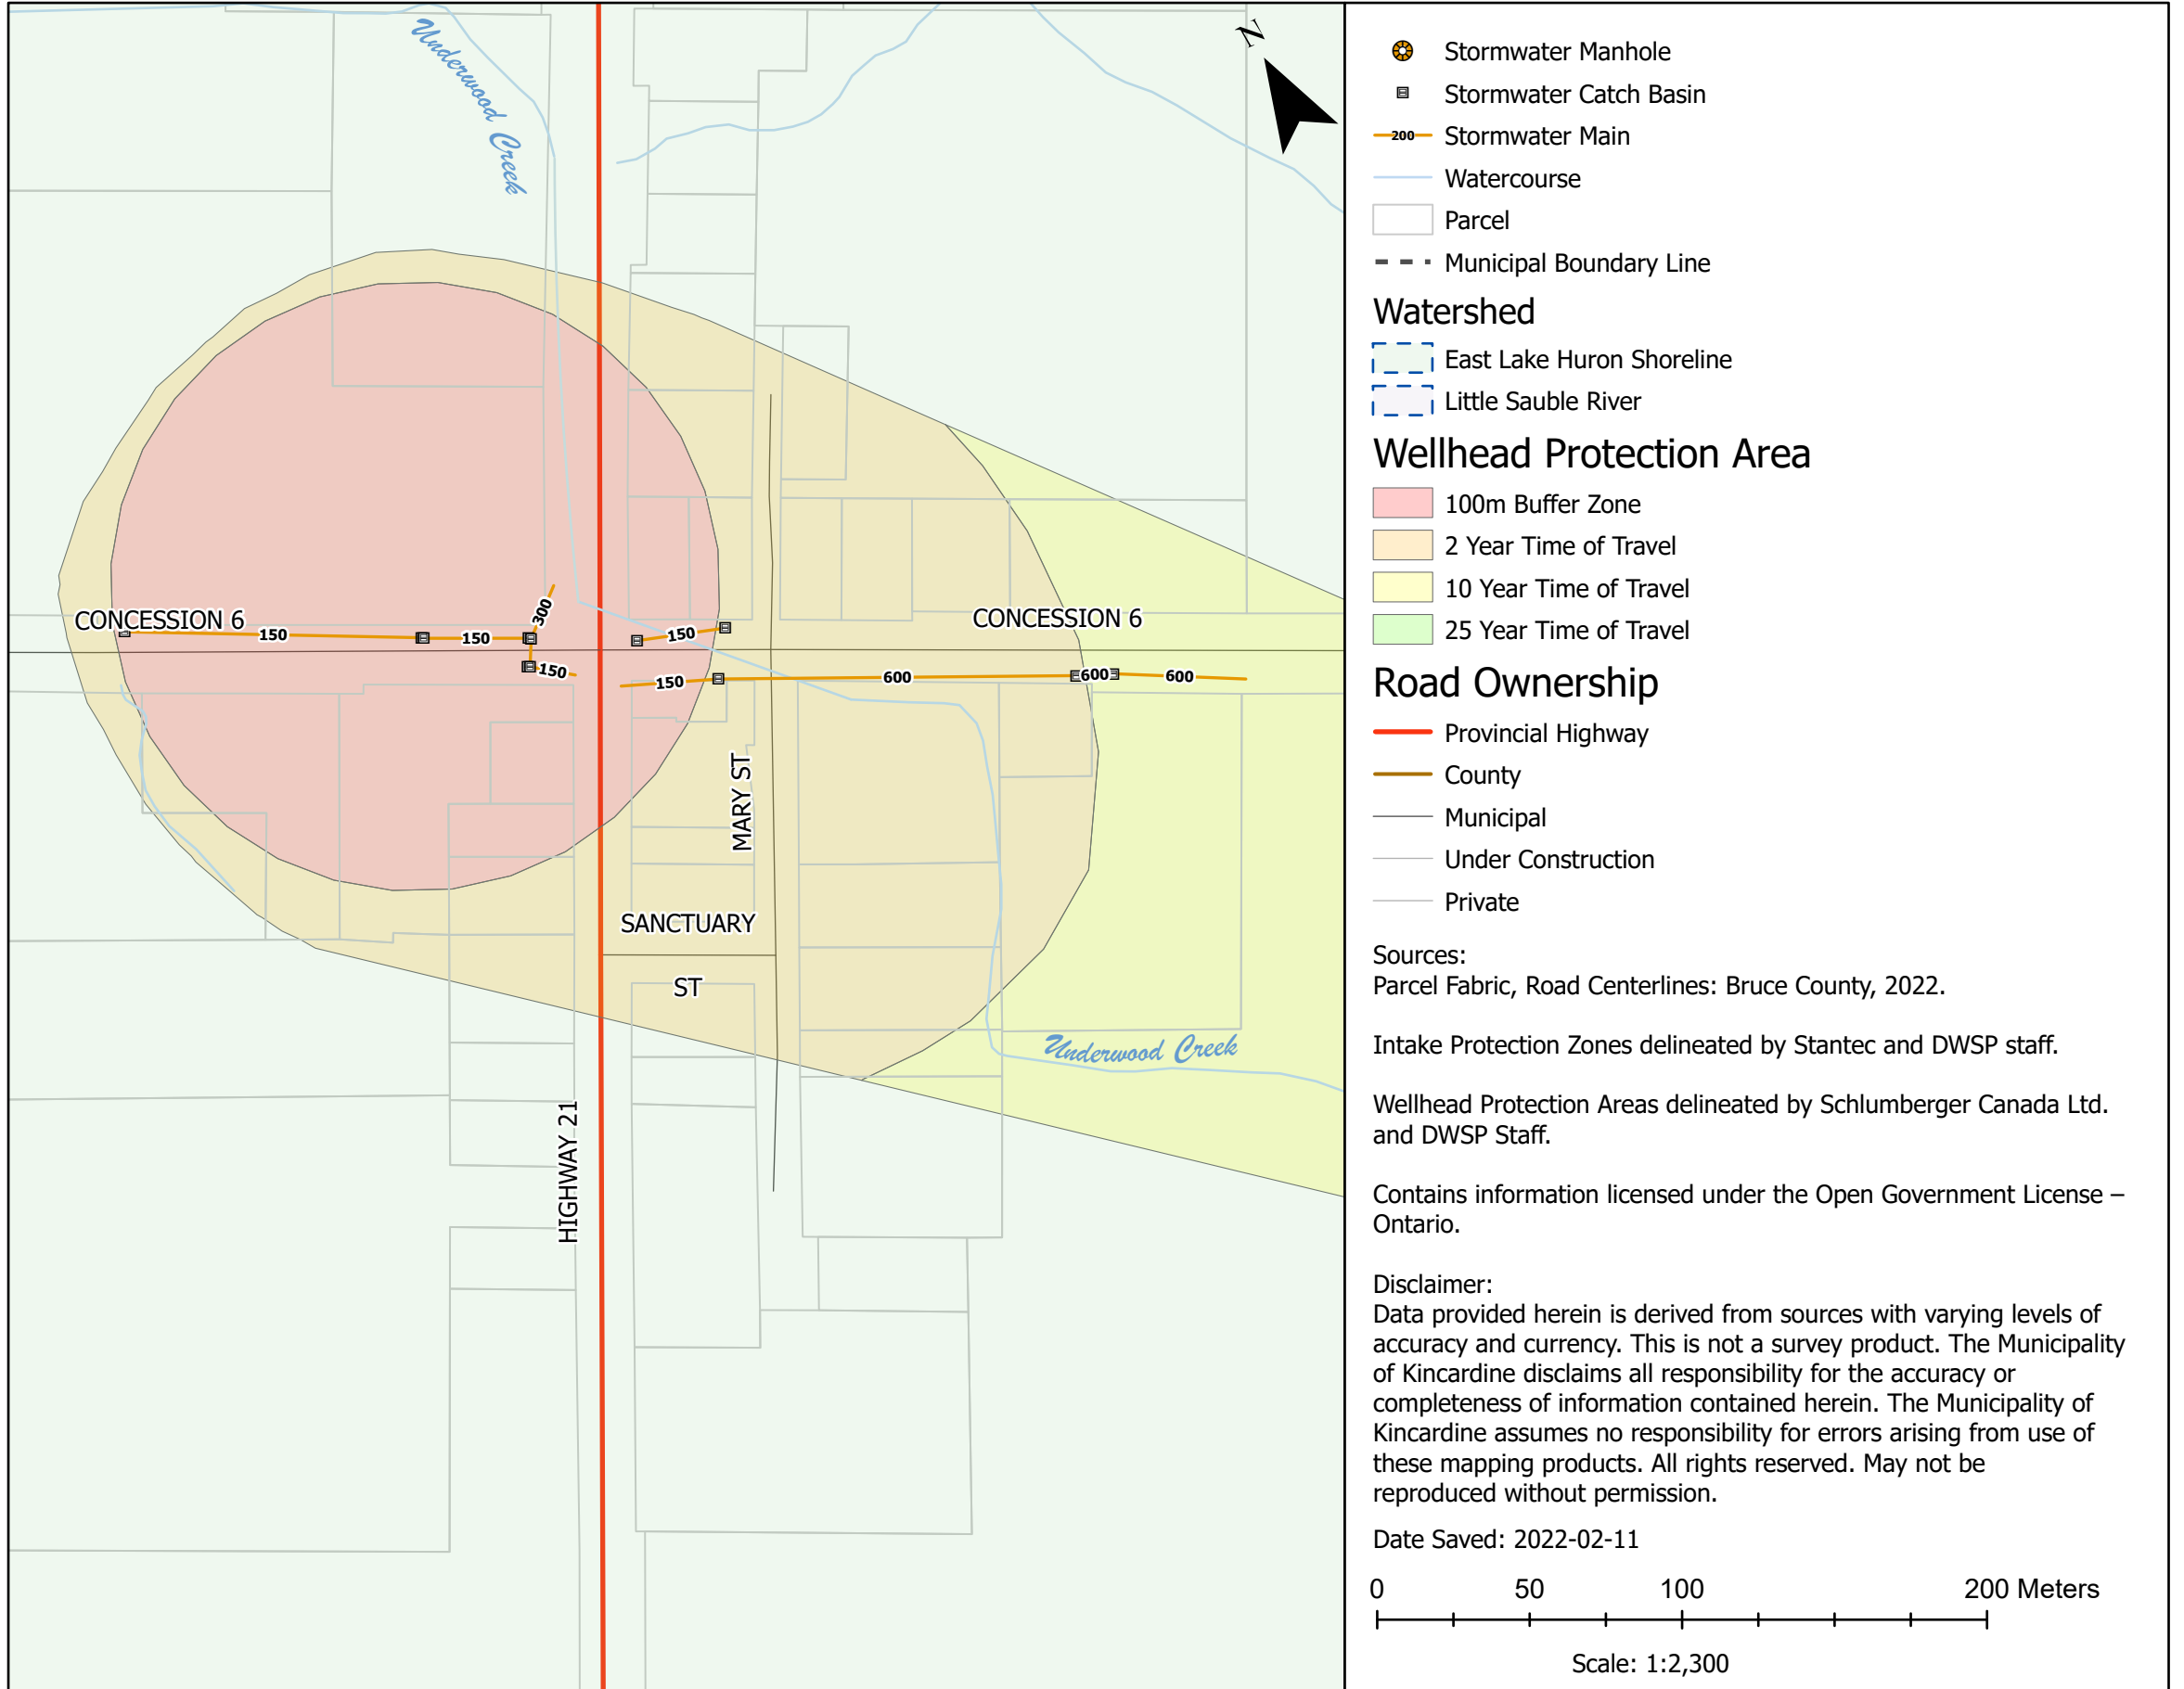 Underwood Creek
N
CONCESSION 6
150
150
300
150
150
150
CONCESSION 6
600
600
600
MARY ST
SANCTUARY
ST
Underwood Creek
HIGHWAY 21
Stormwater Manhole
Stormwater Catch Basin
200 Stormwater Main
Watercourse
Parcel
Municipal Boundary Line
Watershed
East Lake Huron Shoreline
Little Sauble River
Wellhead Protection Area
100m Buffer Zone
2 Year Time of Travel
10 Year Time of Travel
25 Year Time of Travel
Road Ownership
Provincial Highway
County
Municipal
Under Construction
Private
Sources:
Parcel Fabric, Road Centerlines: Bruce County, 2022.
Intake Protection Zones delineated by Stantec and DWSP staff.
Wellhead Protection Areas delineated by Schlumberger Canada Ltd.
and DWSP Staff.
Contains information licensed under the Open Government License –
Ontario.
Disclaimer:
Data provided herein is derived from sources with varying levels of
accuracy and currency. This is not a survey product. The Municipality
of Kincardine disclaims all responsibility for the accuracy or
completeness of information contained herein. The Municipality of
Kincardine assumes no responsibility for errors arising from use of
these mapping products. All rights reserved. May not be
reproduced without permission.
Date Saved: 2022-02-11
0 50 100 200 Meters
Scale: 1:2,300